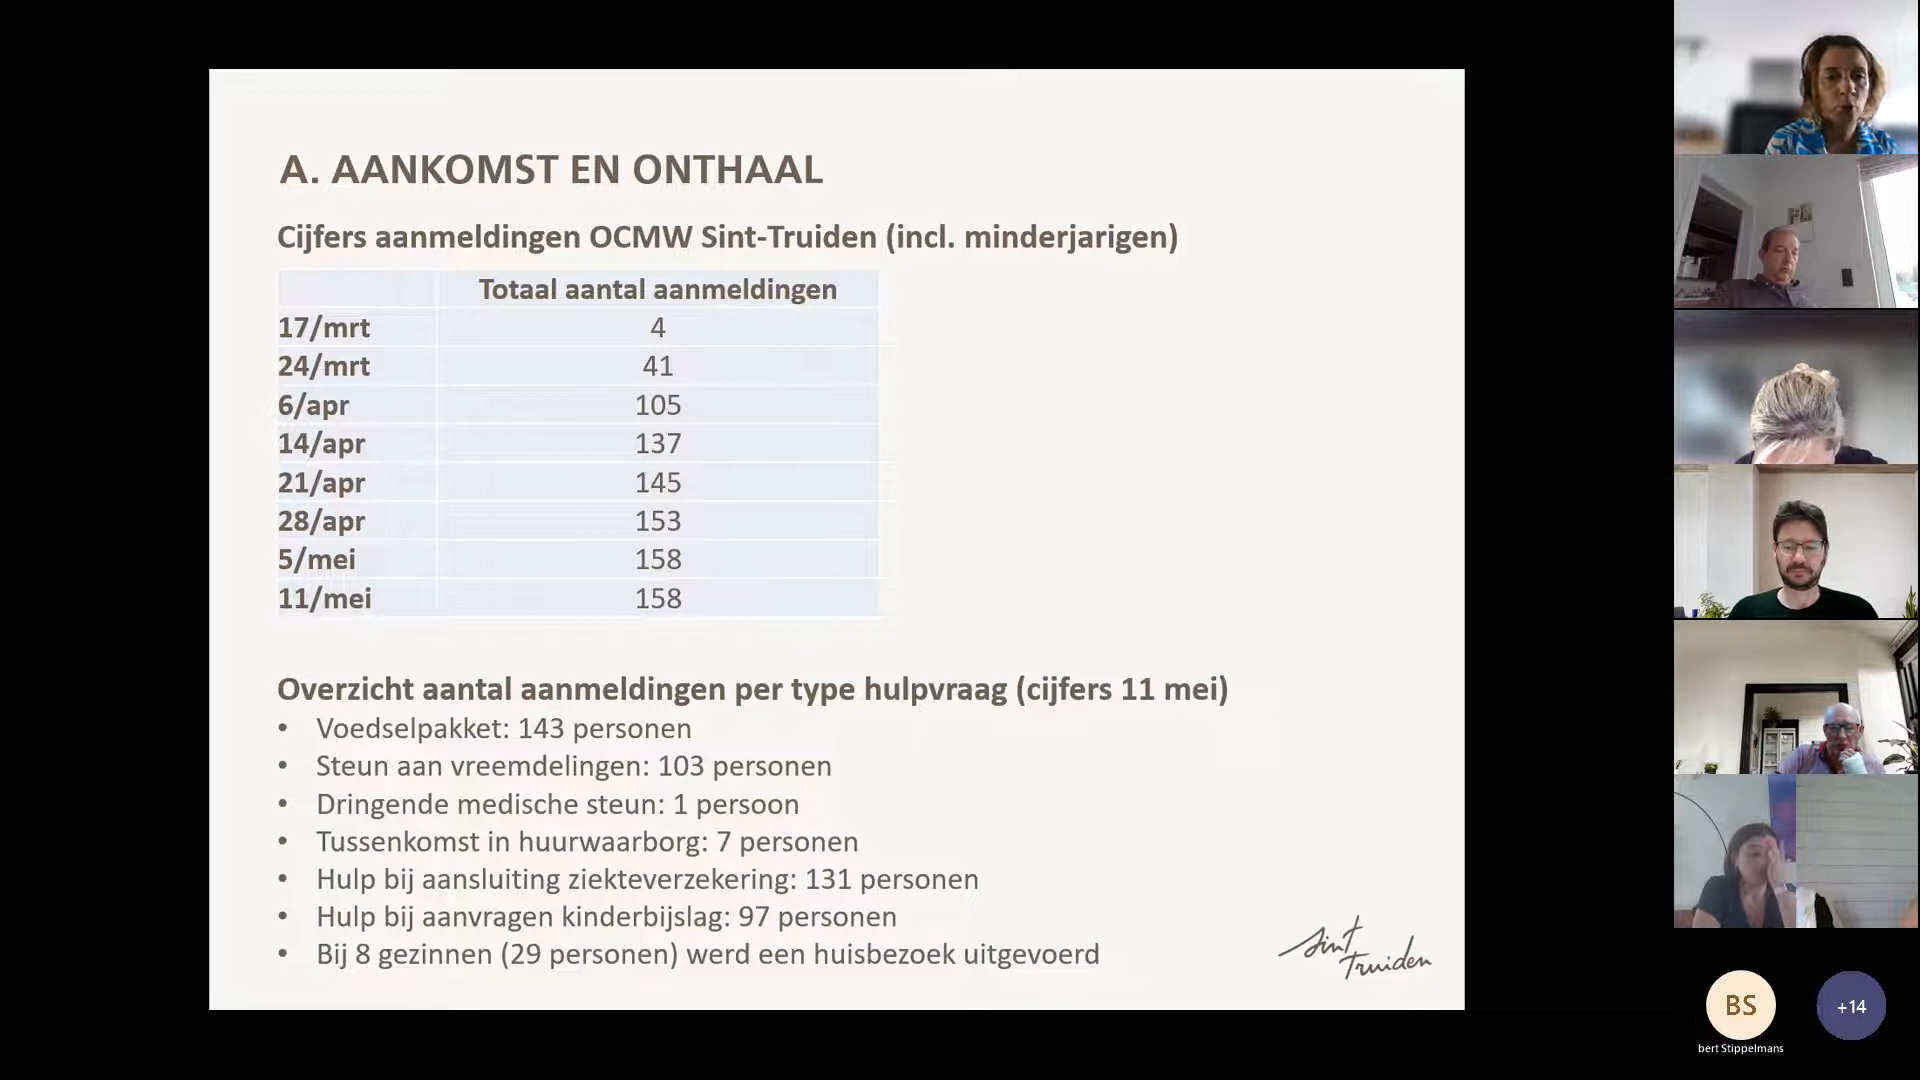 A. AANKOMST EN ONTHAAL
Cijfers aanmeldingen OCMW Sint-Truiden (incl. minderjarigen)
Totaal aantal aanmeldingen
17/mrt 4
24/mrt 41
6/apr 105
14/apr 137
21/apr 145
28/apr 153
5/mei 158
11/mei 158
Overzicht aantal aanmeldingen per type hulpvraag (cijfers 11 mei)
• Voedselpakket: 143 personen
• Steun aan vreemdelingen: 103 personen
• Dringende medische steun: 1 persoon
• Tussenkomst in huurwaarborg: 7 personen
• Hulp bij aansluiting ziekteverzekering: 131 personen
• Hulp bij aanvragen kinderbijslag: 97 personen
• Bij 8 gezinnen (29 personen) werd een huisbezoek uitgevoerd
Sint
Truiden
BS
+14
bert Stippelmans